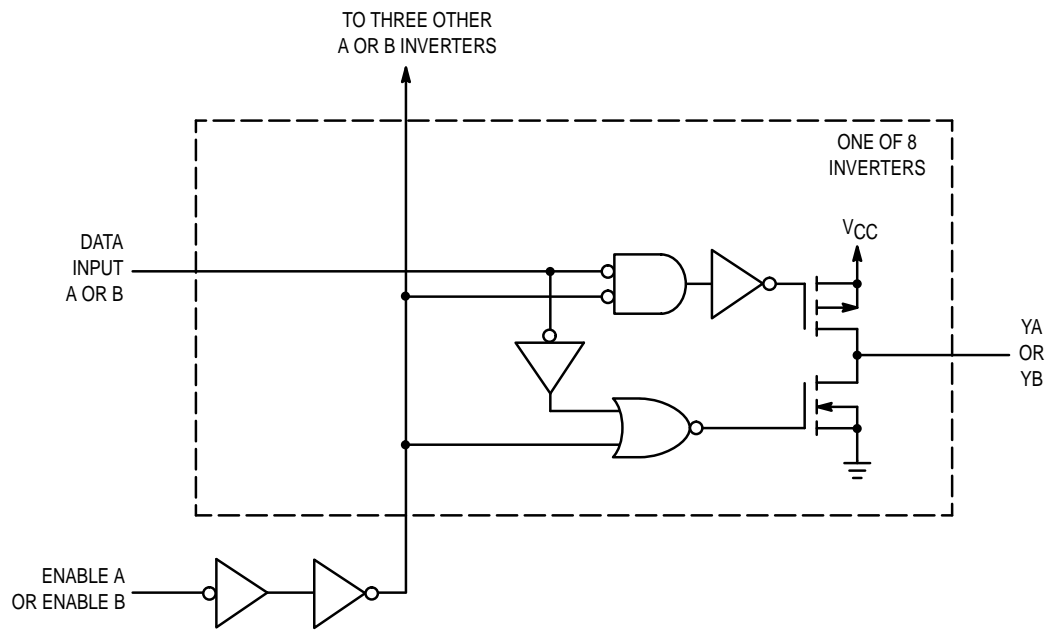 TO THREE OTHER
A OR B INVERTERS
ONE OF 8
INVERTERS
VCC
DATA
INPUT
A OR B
YA
OR
YB
ENABLE A
OR ENABLE B